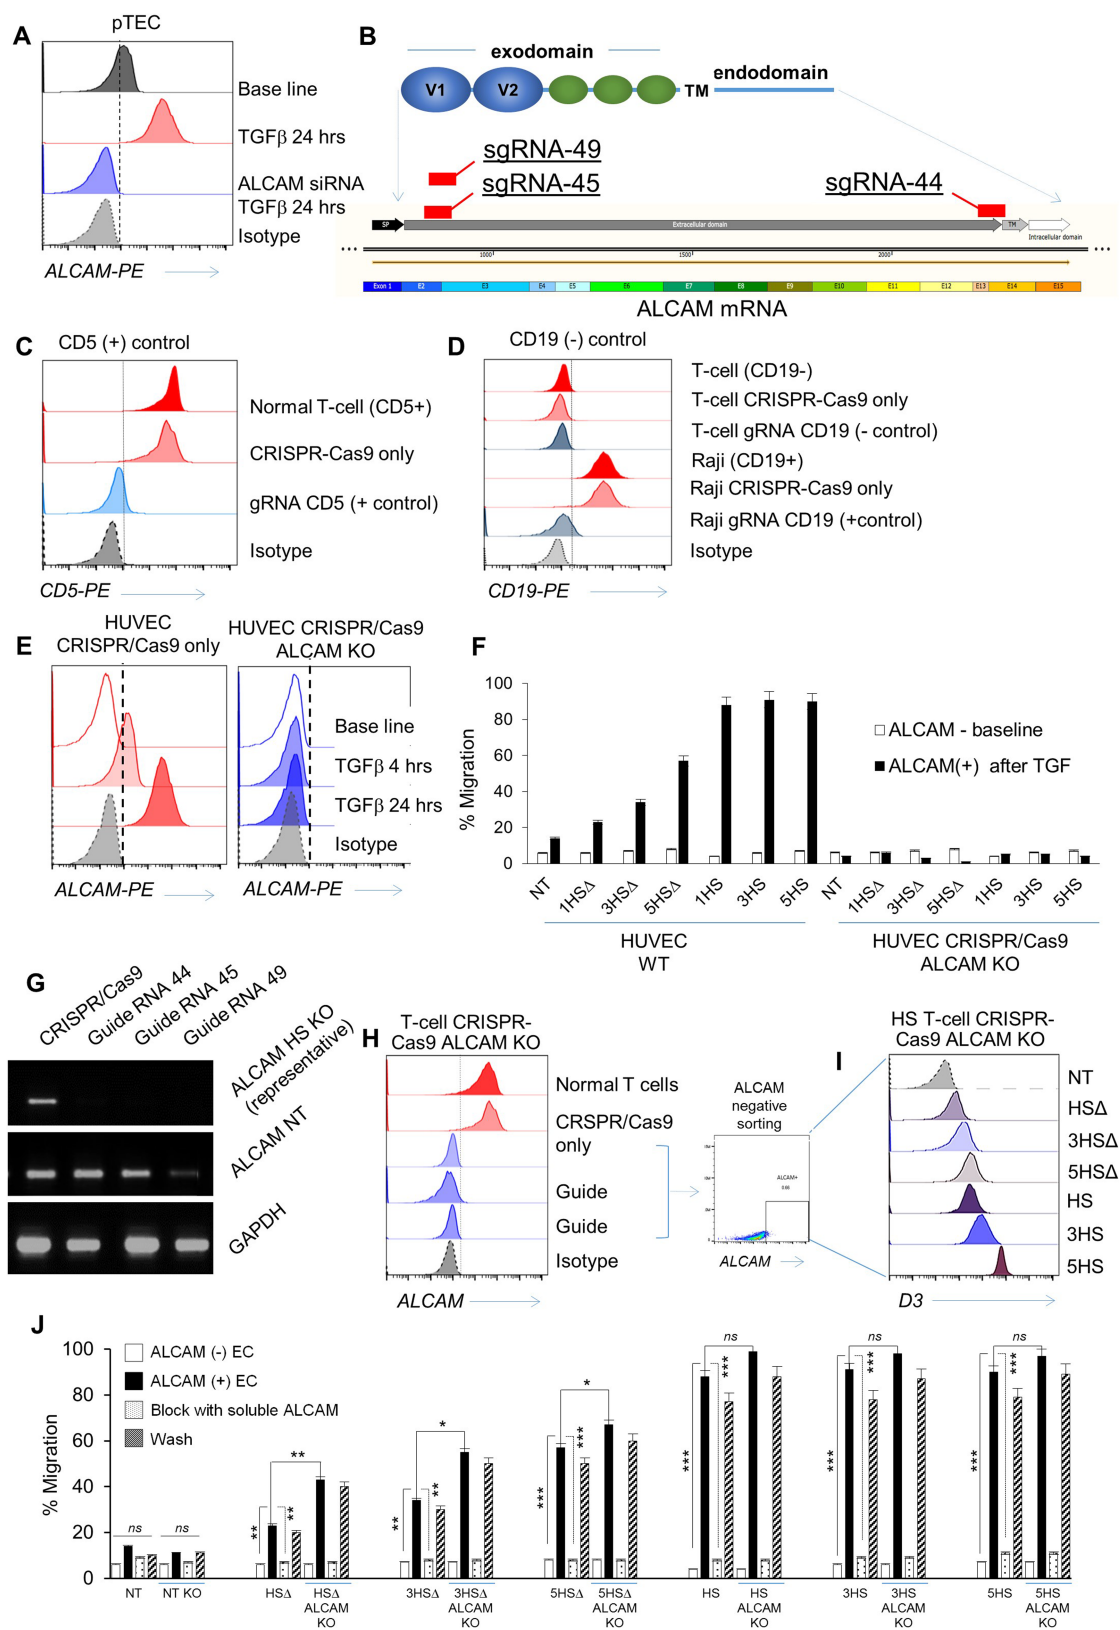 A
pTEC
Base line
TGFβ 24 hrs
ALCAM siRNA
TGFβ 24 hrs
Isotype
ALCAM-PE
B
exodomain
endodomain
V1
V2
TM
sgRNA-49
sgRNA-45
sgRNA-44
SP
Extracellular domain
TM
Intracellular domain
1000
1500
2000
Exon 1 E2 E3 E4 E5 E6 E7 E8 E9 E10 E11 E12 E13 E14 E15
ALCAM mRNA
C
CD5 (+) control
Normal T-cell (CD5+)
CRISPR-Cas9 only
gRNA CD5 (+ control)
Isotype
CD5-PE
D
CD19 (-) control
T-cell (CD19-)
T-cell CRISPR-Cas9 only
T-cell gRNA CD19 (- control)
Raji (CD19+)
Raji CRISPR-Cas9 only
Raji gRNA CD19 (+control)
Isotype
CD19-PE
E
HUVEC
CRISPR/Cas9 only
HUVEC CRISPR/Cas9
ALCAM KO
Base line
TGFβ 4 hrs
TGFβ 24 hrs
Isotype
ALCAM-PE
ALCAM-PE
F
% Migration
100
80
60
40
20
0
ALCAM - baseline
ALCAM(+) after TGF
NT 1HSΔ 3HSΔ 5HSΔ 1HS 3HS 5HS NT 1HSΔ 3HSΔ 5HSΔ 1HS 3HS 5HS
HUVEC
WT
HUVEC CRISPR/Cas9
ALCAM KO
G
CRISPR/Cas9
Guide RNA 44
Guide RNA 45
Guide RNA 49
ALCAM HS KO
(representative)
ALCAM NT
GAPDH
H
T-cell CRISPR-
Cas9 ALCAM KO
Normal T cells
CRSPR/Cas9
only
Guide
Guide
Isotype
ALCAM
ALCAM
negative
sorting
ALCAM+
0.66
ALCAM
I
HS T-cell CRISPR-
Cas9 ALCAM KO
NT
HSΔ
3HSΔ
5HSΔ
HS
3HS
5HS
D3
J
% Migration
100
80
60
40
20
0
ALCAM (-) EC
ALCAM (+) EC
Block with soluble ALCAM
Wash
ns ns ** ** ** * ** ** * *** *** ns *** *** ns *** *** ns *** ***
NT NT KO HSΔ HSΔ 3HSΔ 3HSΔ 5HSΔ 5HSΔ HS HS 3HS 3HS 5HS 5HS
ALCAM ALCAM ALCAM ALCAM ALCAM ALCAM
KO KO KO KO KO KO